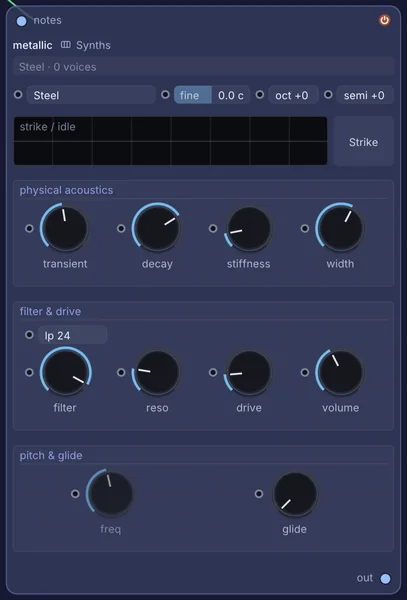 notes
metallic Synths
Steel · 0 voices
Steel fine 0.0 c oct +0 semi +0
strike / idle
Strike
physical acoustics
transient decay stiffness width
filter & drive
lp 24
filter reso drive volume
pitch & glide
freq glide
out